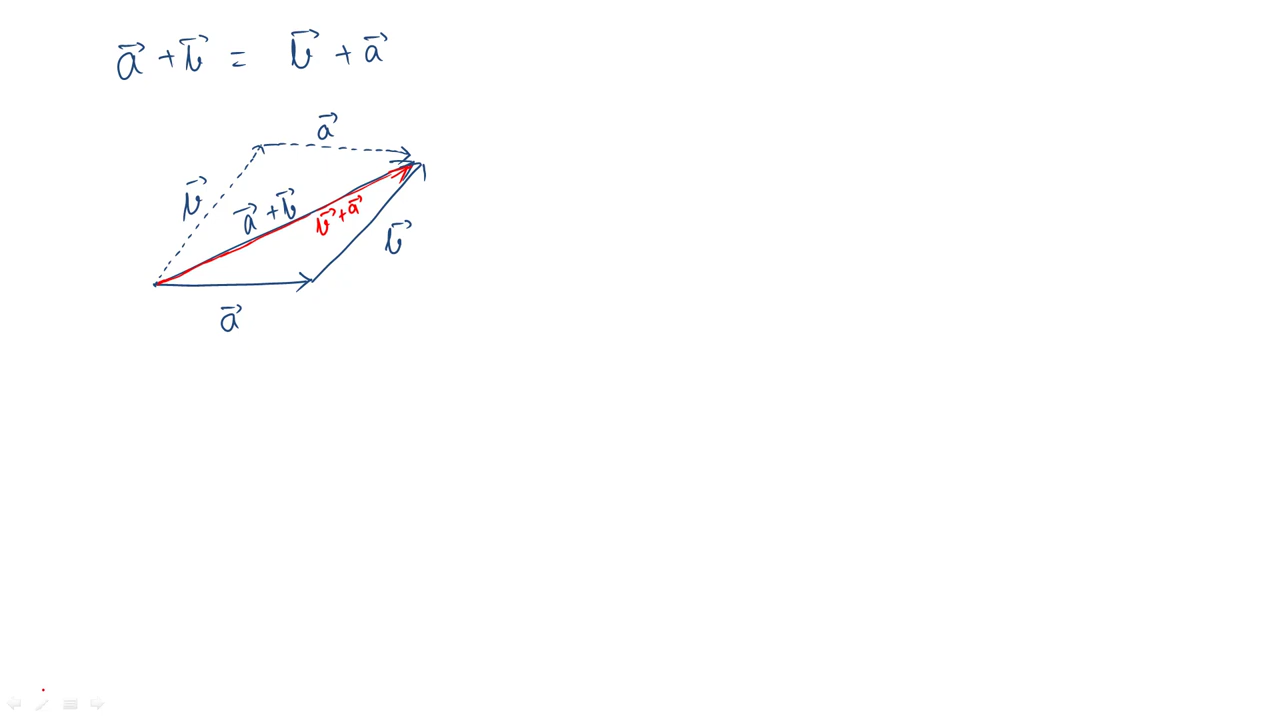 a⃗ + b⃗ = b⃗ + a⃗
a⃗
b⃗
a⃗ + b⃗
b⃗ + a⃗
b⃗
a⃗